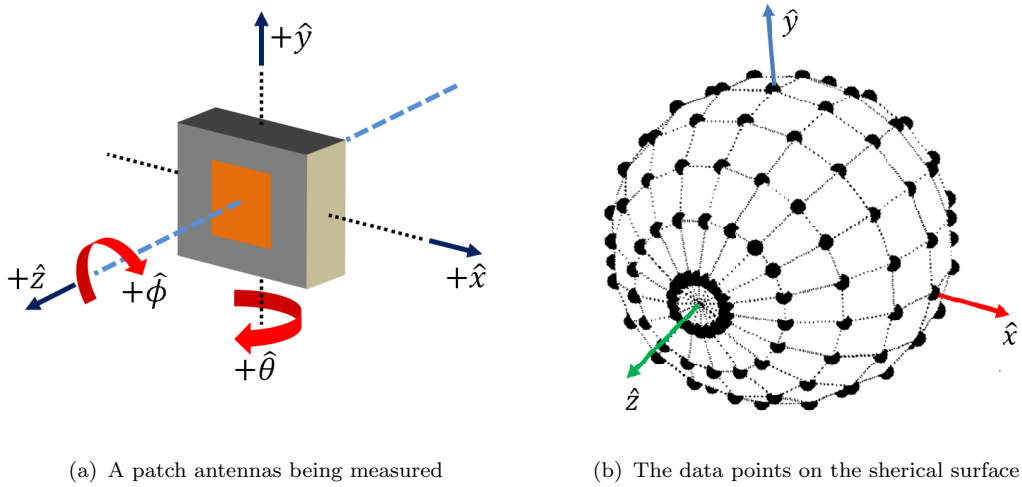 +ŷ
+ẑ
+ϕ̂
+x̂
+θ̂
ŷ
x̂
ẑ
(a) A patch antennas being measured
(b) The data points on the sherical surface